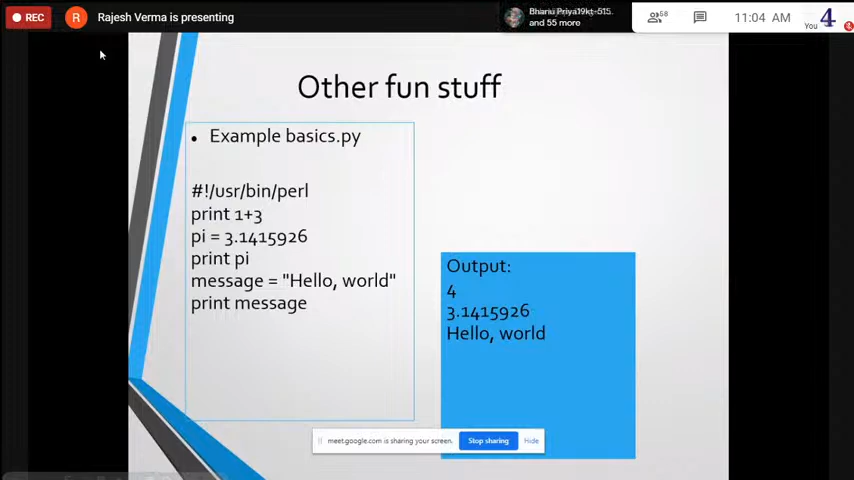 REC
R
Rajesh Verma is presenting
Bhanu Priya19kt-515..
and 55 more
58
11:04 AM
You
4
Other fun stuff
• Example basics.py
#!/usr/bin/perl
print 1+3
pi = 3.1415926
print pi
message = "Hello, world"
print message
Output:
4
3.1415926
Hello, world
meet.google.com is sharing your screen.
Stop sharing
Hide